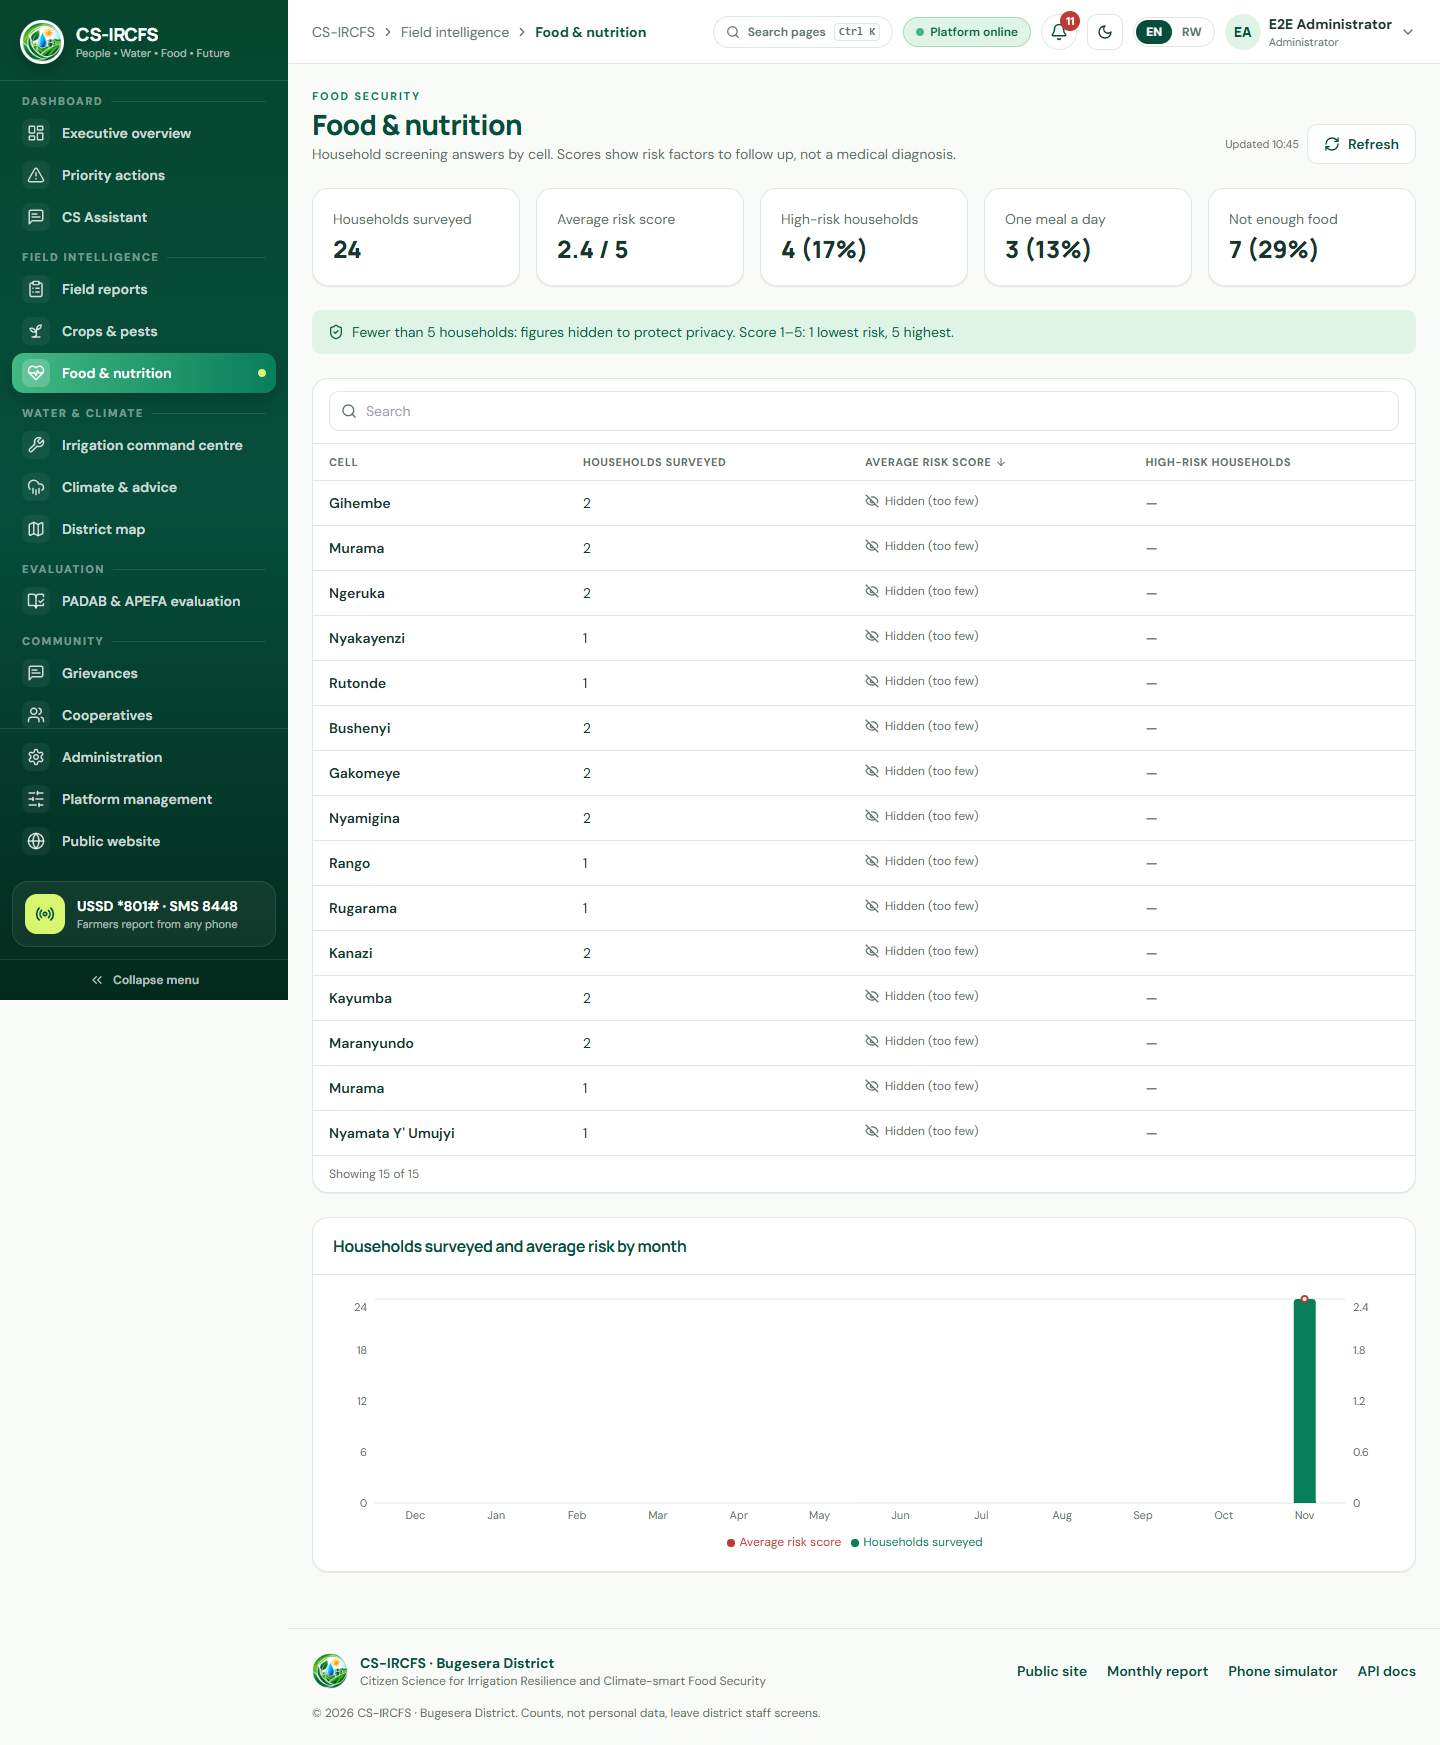 CS-IRCFS
People • Water • Food • Future
DASHBOARD
Executive overview
Priority actions
CS Assistant
FIELD INTELLIGENCE
Field reports
Crops & pests
Food & nutrition
WATER & CLIMATE
Irrigation command centre
Climate & advice
District map
EVALUATION
PADAB & APEFA evaluation
COMMUNITY
Grievances
Cooperatives
Administration
Platform management
Public website
USSD *801# · SMS 8448
Farmers report from any phone
Collapse menu
CS-IRCFS > Field intelligence > Food & nutrition
Search pages Ctrl K
Platform online
11
EN RW
EA
E2E Administrator
Administrator
FOOD SECURITY
Food & nutrition
Household screening answers by cell. Scores show risk factors to follow up, not a medical diagnosis.
Updated 10:45
Refresh
Households surveyed
24
Average risk score
2.4 / 5
High-risk households
4 (17%)
One meal a day
3 (13%)
Not enough food
7 (29%)
Fewer than 5 households: figures hidden to protect privacy. Score 1–5: 1 lowest risk, 5 highest.
Search
CELL HOUSEHOLDS SURVEYED AVERAGE RISK SCORE ↓ HIGH-RISK HOUSEHOLDS
Gihembe 2 Hidden (too few) —
Murama 2 Hidden (too few) —
Ngeruka 2 Hidden (too few) —
Nyakayenzi 1 Hidden (too few) —
Rutonde 1 Hidden (too few) —
Bushenyi 2 Hidden (too few) —
Gakomeye 2 Hidden (too few) —
Nyamigina 2 Hidden (too few) —
Rango 1 Hidden (too few) —
Rugarama 1 Hidden (too few) —
Kanazi 2 Hidden (too few) —
Kayumba 2 Hidden (too few) —
Maranyundo 2 Hidden (too few) —
Murama 1 Hidden (too few) —
Nyamata Y' Umujyi 1 Hidden (too few) —
Showing 15 of 15
Households surveyed and average risk by month
24 2.4
18 1.8
12 1.2
6 0.6
0 0
Dec Jan Feb Mar Apr May Jun Jul Aug Sep Oct Nov
Average risk score Households surveyed
CS-IRCFS · Bugesera District
Citizen Science for Irrigation Resilience and Climate-smart Food Security
Public site Monthly report Phone simulator API docs
© 2026 CS-IRCFS · Bugesera District. Counts, not personal data, leave district staff screens.